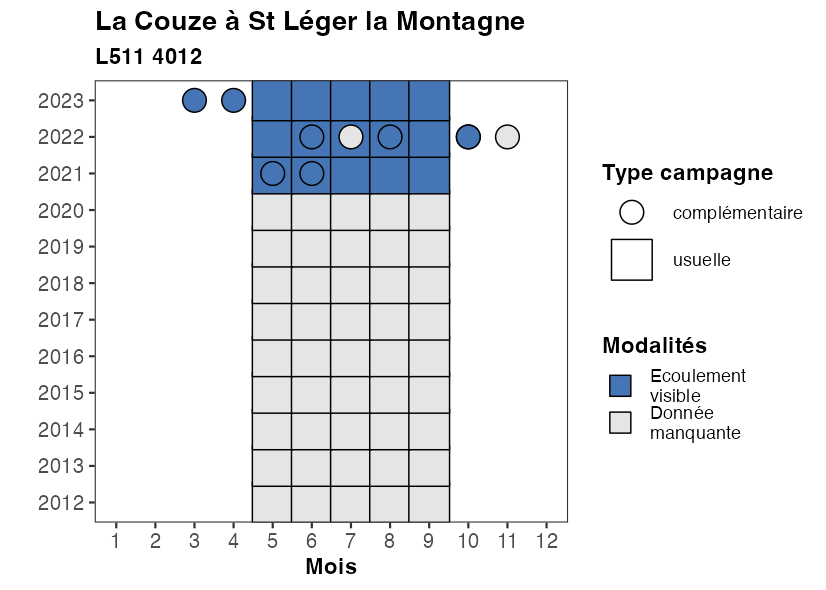 La Couze à St Léger la Montagne
L511 4012
2023
2022
2021
2020
2019
2018
2017
2016
2015
2014
2013
2012
1 2 3 4 5 6 7 8 9 10 11 12
Mois
Type campagne
complémentaire
usuelle
Modalités
Ecoulement
visible
Donnée
manquante